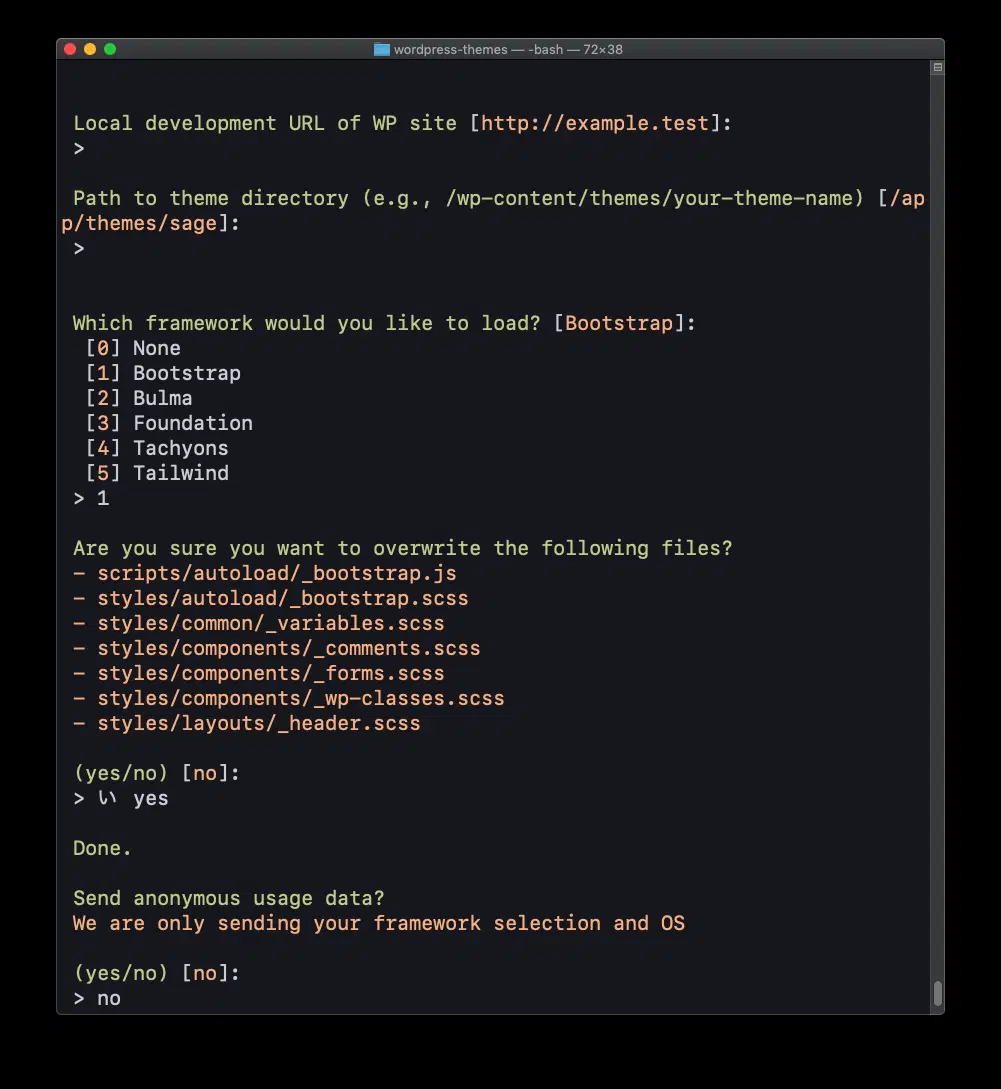 wordpress-themes — -bash — 72×38
Local development URL of WP site [http://example.test]:
>
Path to theme directory (e.g., /wp-content/themes/your-theme-name) [/ap
p/themes/sage]:
>
Which framework would you like to load? [Bootstrap]:
[0] None
[1] Bootstrap
[2] Bulma
[3] Foundation
[4] Tachyons
[5] Tailwind
> 1
Are you sure you want to overwrite the following files?
– scripts/autoload/_bootstrap.js
– styles/autoload/_bootstrap.scss
– styles/common/_variables.scss
– styles/components/_comments.scss
– styles/components/_forms.scss
– styles/components/_wp-classes.scss
– styles/layouts/_header.scss
(yes/no) [no]:
> い yes
Done.
Send anonymous usage data?
We are only sending your framework selection and OS
(yes/no) [no]:
> no